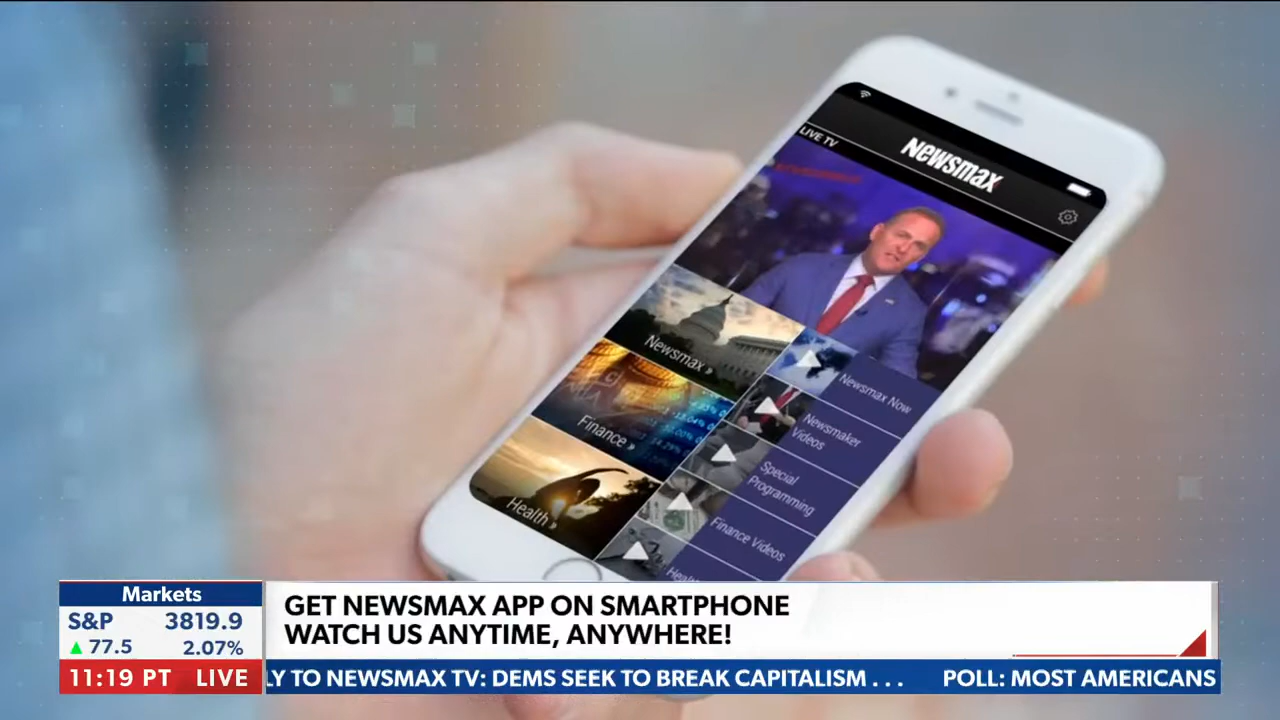 LIVE TV
Newsmax
Newsmax »
Finance »
Health »
Newsmax Now
Newsmaker
Videos
Special
Programming
Finance Videos
Markets
S&P 3819.9
▲ 77.5 2.07%
11:19 PT LIVE
GET NEWSMAX APP ON SMARTPHONE
WATCH US ANYTIME, ANYWHERE!
LY TO NEWSMAX TV: DEMS SEEK TO BREAK CAPITALISM . . . POLL: MOST AMERICANS